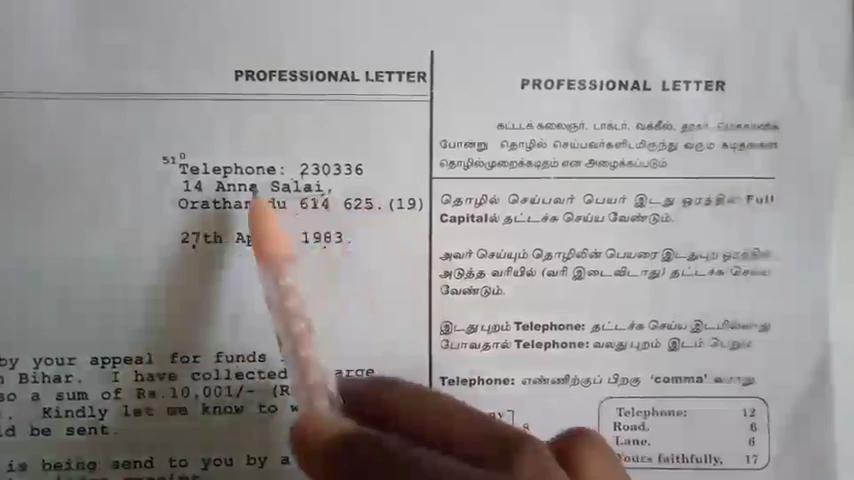 PROFESSIONAL LETTER
51⁰
Telephone: 230336
14 Anna Salai,
Orathanadu 614 625.(19)
27th 1983.
by your appeal for funds
Bihar. I have collected
a sum of Rs.10,001/-
Kindly let me know to
be sent.
is being send to you by a
PROFESSIONAL LETTER
கட்டடக் கலைஞர், டாக்டர், வக்கீல்,
போன்று தொழில் செய்பவர்களிடமிருந்து வரும் கடிதங்கள்
தொழில்முறைக்கடிதம் என அழைக்கப்படும்
தொழில் செய்பவர் பெயர் இடது ஓரத்தில் Full
Capitalல் தட்டச்சு செய்ய வேண்டும்.
அவர் செய்யும் தொழிலின் பெயரை இடதுபுற ஓரத்தில்
அடுத்த வரியில் (வரி இடைவிடாது) தட்டச்சு செய்ய
வேண்டும்.
இடது புறம் Telephone: தட்டச்சு செய்ய இடமில்லாது
போவதால் Telephone: வலது புறம் இடம் பெறும்
Telephone: எண்ணிற்குப் பிறகு ‘comma’ வராது
Telephone: 12
Road. 6
Lane. 6
Yours faithfully, 17